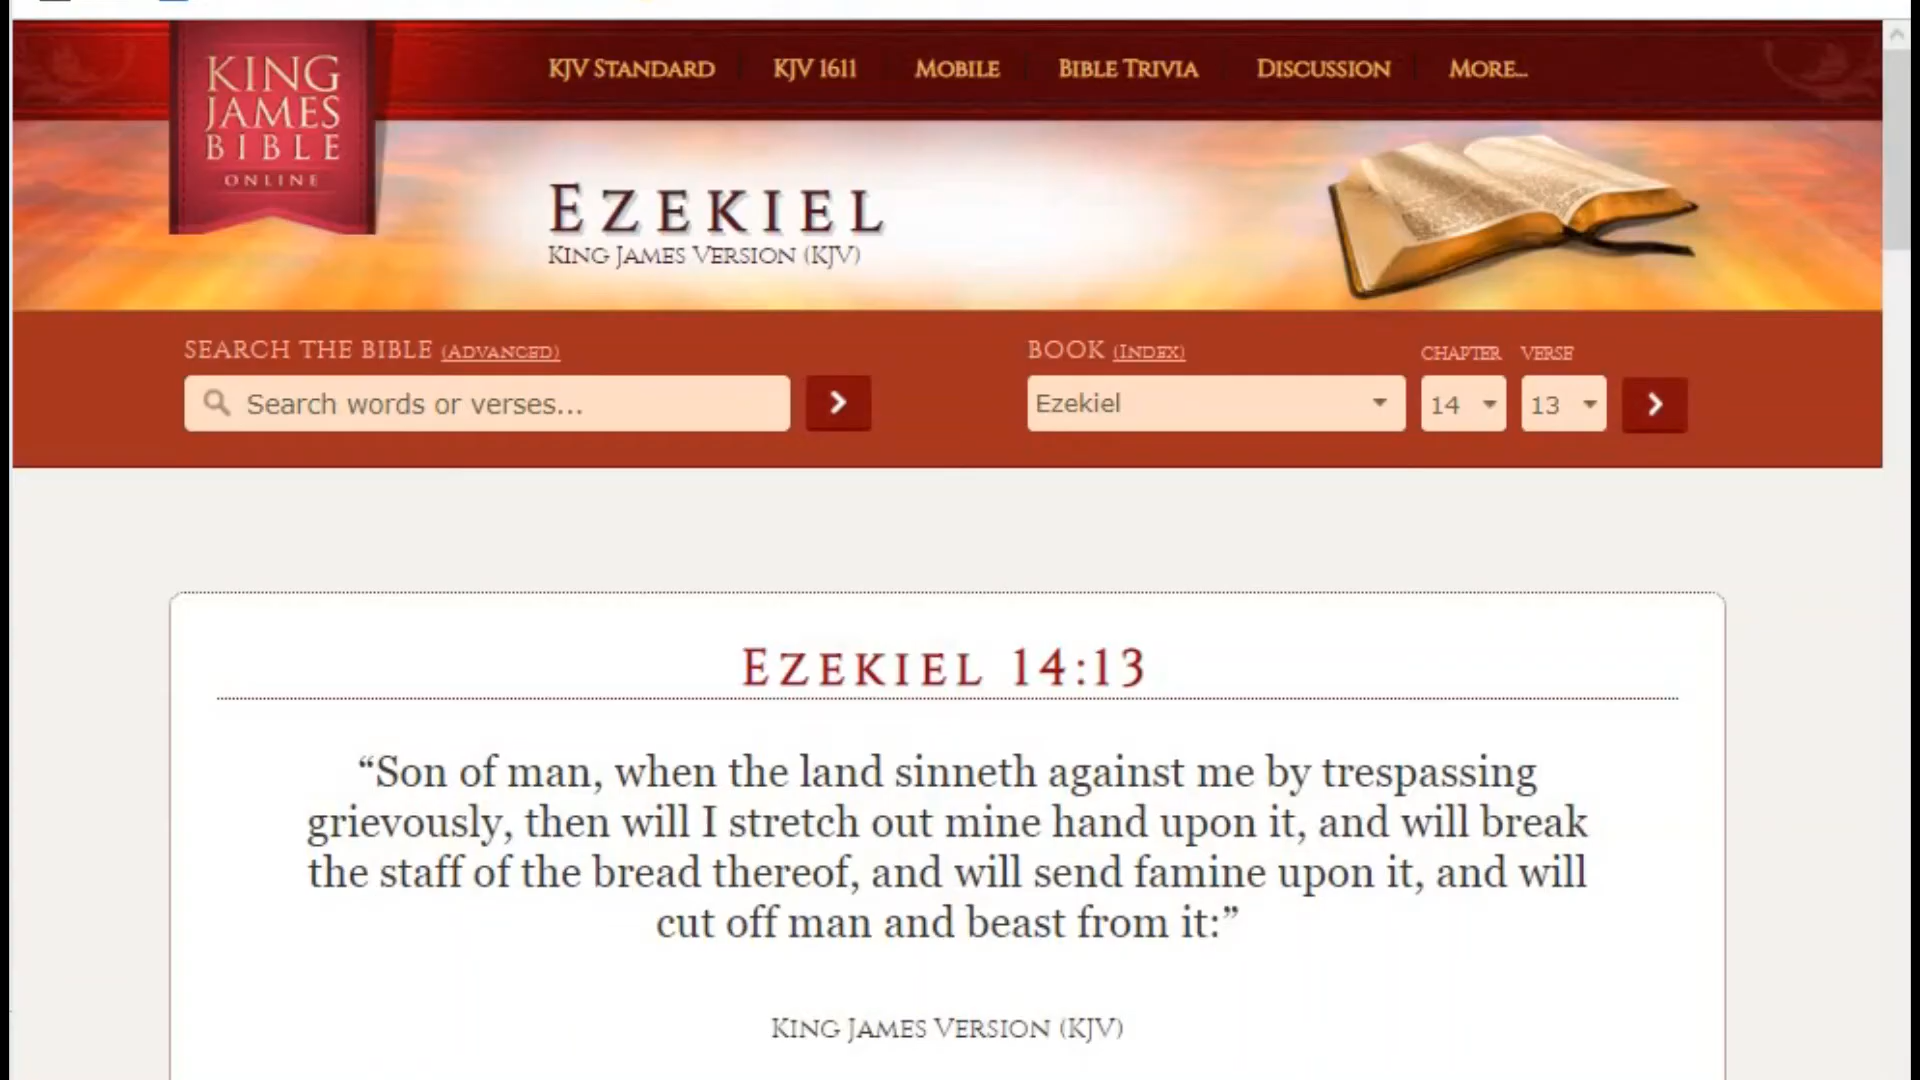 KING
JAMES
BIBLE
ONLINE
KJV STANDARD
KJV 1611
MOBILE
BIBLE TRIVIA
DISCUSSION
MORE...
EZEKIEL
KING JAMES VERSION (KJV)
SEARCH THE BIBLE (ADVANCED)
Search words or verses...
BOOK (INDEX)
CHAPTER
VERSE
Ezekiel
14
13
EZEKIEL 14:13
“Son of man, when the land sinneth against me by trespassing
grievously, then will I stretch out mine hand upon it, and will break
the staff of the bread thereof, and will send famine upon it, and will
cut off man and beast from it:”
KING JAMES VERSION (KJV)